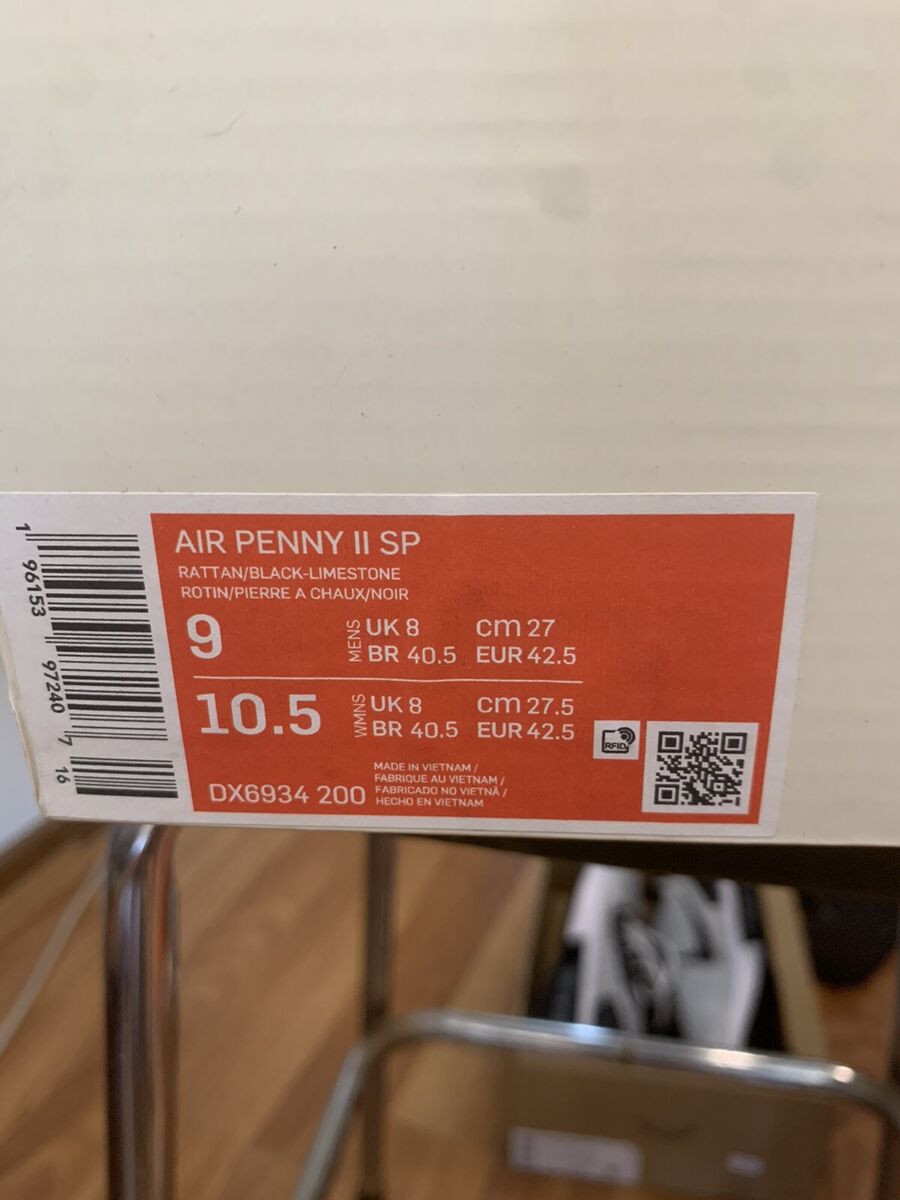 AIR PENNY II SP
RATTAN/BLACK-LIMESTONE
ROTIN/PIERRE A CHAUX/NOIR
9
MENS
UK 8 cm 27
BR 40.5 EUR 42.5
10.5
WMNS
UK 8 cm 27.5
BR 40.5 EUR 42.5
RFID
DX6934 200
MADE IN VIETNAM /
FABRIQUE AU VIETNAM /
FABRICADO NO VIETNÃ /
HECHO EN VIETNAM
1 96153 97240 7 16